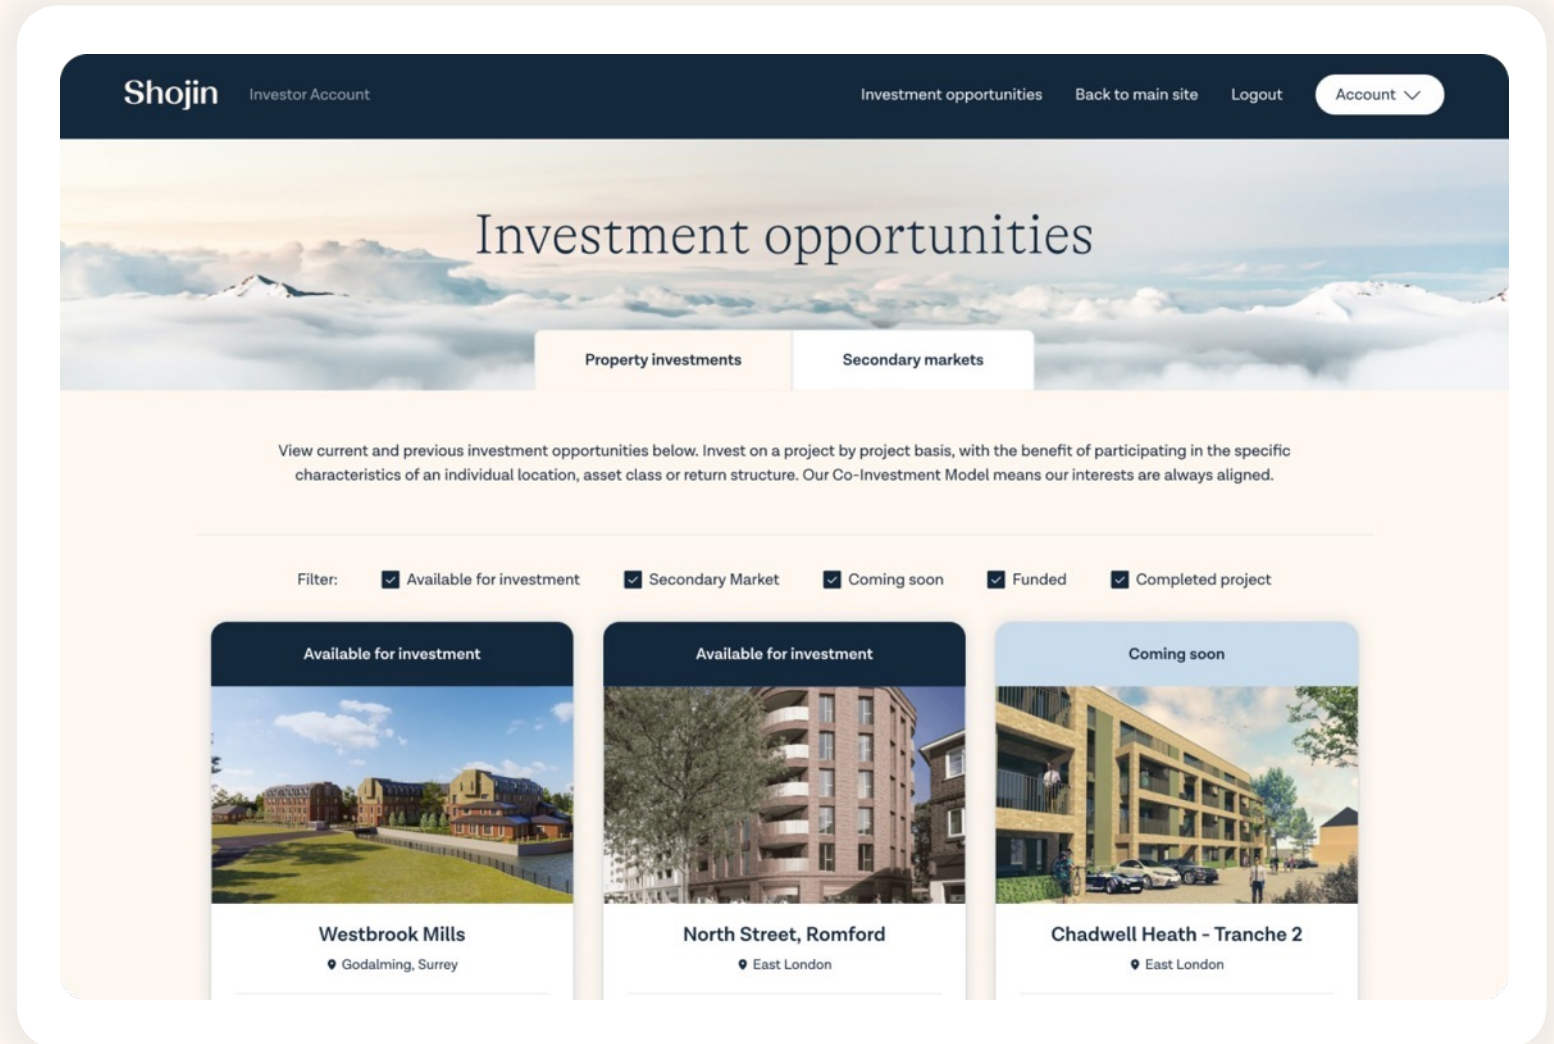 Shojin
Investor Account
Investment opportunities
Back to main site
Logout
Account
Investment opportunities
Property investments
Secondary markets
View current and previous investment opportunities below. Invest on a project by project basis, with the benefit of participating in the specific
characteristics of an individual location, asset class or return structure. Our Co-Investment Model means our interests are always aligned.
Filter:
Available for investment
Secondary Market
Coming soon
Funded
Completed project
Available for investment
Westbrook Mills
Godalming, Surrey
Available for investment
North Street, Romford
East London
Coming soon
Chadwell Heath - Tranche 2
East London